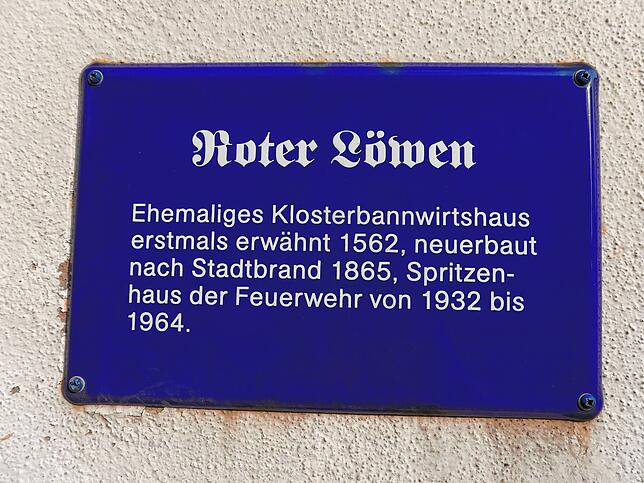 Roter Löwen
Ehemaliges Klosterbannwirtshaus
erstmals erwähnt 1562, neuerbaut
nach Stadtbrand 1865, Spritzen-
haus der Feuerwehr von 1932 bis
1964.